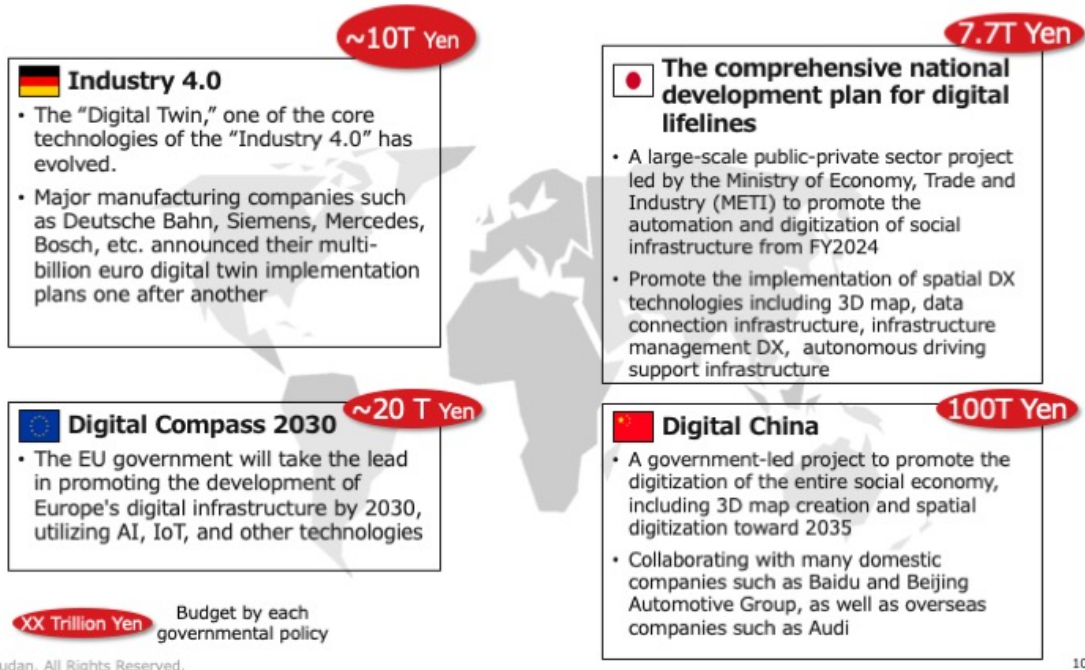 ~10T Yen
Industry 4.0
• The “Digital Twin,” one of the core
technologies of the “Industry 4.0” has
evolved.
• Major manufacturing companies such
as Deutsche Bahn, Siemens, Mercedes,
Bosch, etc. announced their multi-
billion euro digital twin implementation
plans one after another
7.7T Yen
The comprehensive national
development plan for digital
lifelines
• A large-scale public-private sector project
led by the Ministry of Economy, Trade and
Industry (METI) to promote the
automation and digitization of social
infrastructure from FY2024
• Promote the implementation of spatial DX
technologies including 3D map, data
connection infrastructure, infrastructure
management DX, autonomous driving
support infrastructure
~20 T Yen
Digital Compass 2030
• The EU government will take the lead
in promoting the development of
Europe's digital infrastructure by 2030,
utilizing AI, IoT, and other technologies
100T Yen
Digital China
• A government-led project to promote the
digitization of the entire social economy,
including 3D map creation and spatial
digitization toward 2035
• Collaborating with many domestic
companies such as Baidu and Beijing
Automotive Group, as well as overseas
companies such as Audi
XX Trillion Yen
Budget by each
governmental policy
udan. All Rights Reserved.
10